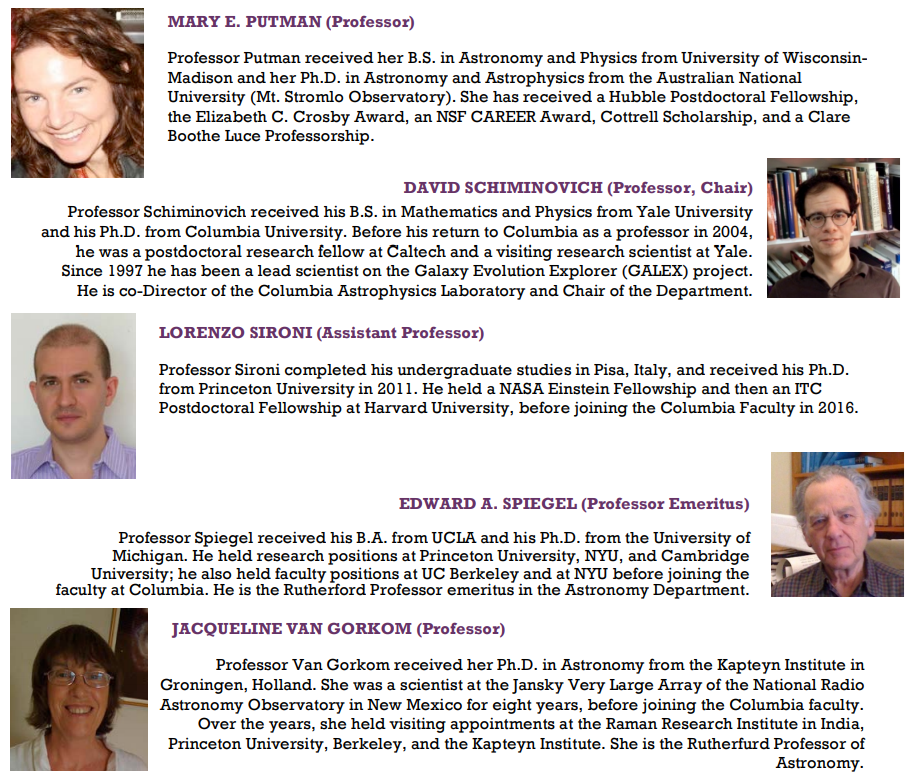 MARY E. PUTMAN (Professor)
Professor Putman received her B.S. in Astronomy and Physics from University of Wisconsin-
Madison and her Ph.D. in Astronomy and Astrophysics from the Australian National
University (Mt. Stromlo Observatory). She has received a Hubble Postdoctoral Fellowship,
the Elizabeth C. Crosby Award, an NSF CAREER Award, Cottrell Scholarship, and a Clare
Boothe Luce Professorship.
DAVID SCHIMINOVICH (Professor, Chair)
Professor Schiminovich received his B.S. in Mathematics and Physics from Yale University
and his Ph.D. from Columbia University. Before his return to Columbia as a professor in 2004,
he was a postdoctoral research fellow at Caltech and a visiting research scientist at Yale.
Since 1997 he has been a lead scientist on the Galaxy Evolution Explorer (GALEX) project.
He is co-Director of the Columbia Astrophysics Laboratory and Chair of the Department.
LORENZO SIRONI (Assistant Professor)
Professor Sironi completed his undergraduate studies in Pisa, Italy, and received his Ph.D.
from Princeton University in 2011. He held a NASA Einstein Fellowship and then an ITC
Postdoctoral Fellowship at Harvard University, before joining the Columbia Faculty in 2016.
EDWARD A. SPIEGEL (Professor Emeritus)
Professor Spiegel received his B.A. from UCLA and his Ph.D. from the University of
Michigan. He held research positions at Princeton University, NYU, and Cambridge
University; he also held faculty positions at UC Berkeley and at NYU before joining the
faculty at Columbia. He is the Rutherford Professor emeritus in the Astronomy Department.
JACQUELINE VAN GORKOM (Professor)
Professor Van Gorkom received her Ph.D. in Astronomy from the Kapteyn Institute in
Groningen, Holland. She was a scientist at the Jansky Very Large Array of the National Radio
Astronomy Observatory in New Mexico for eight years, before joining the Columbia faculty.
Over the years, she held visiting appointments at the Raman Research Institute in India,
Princeton University, Berkeley, and the Kapteyn Institute. She is the Rutherfurd Professor of
Astronomy.